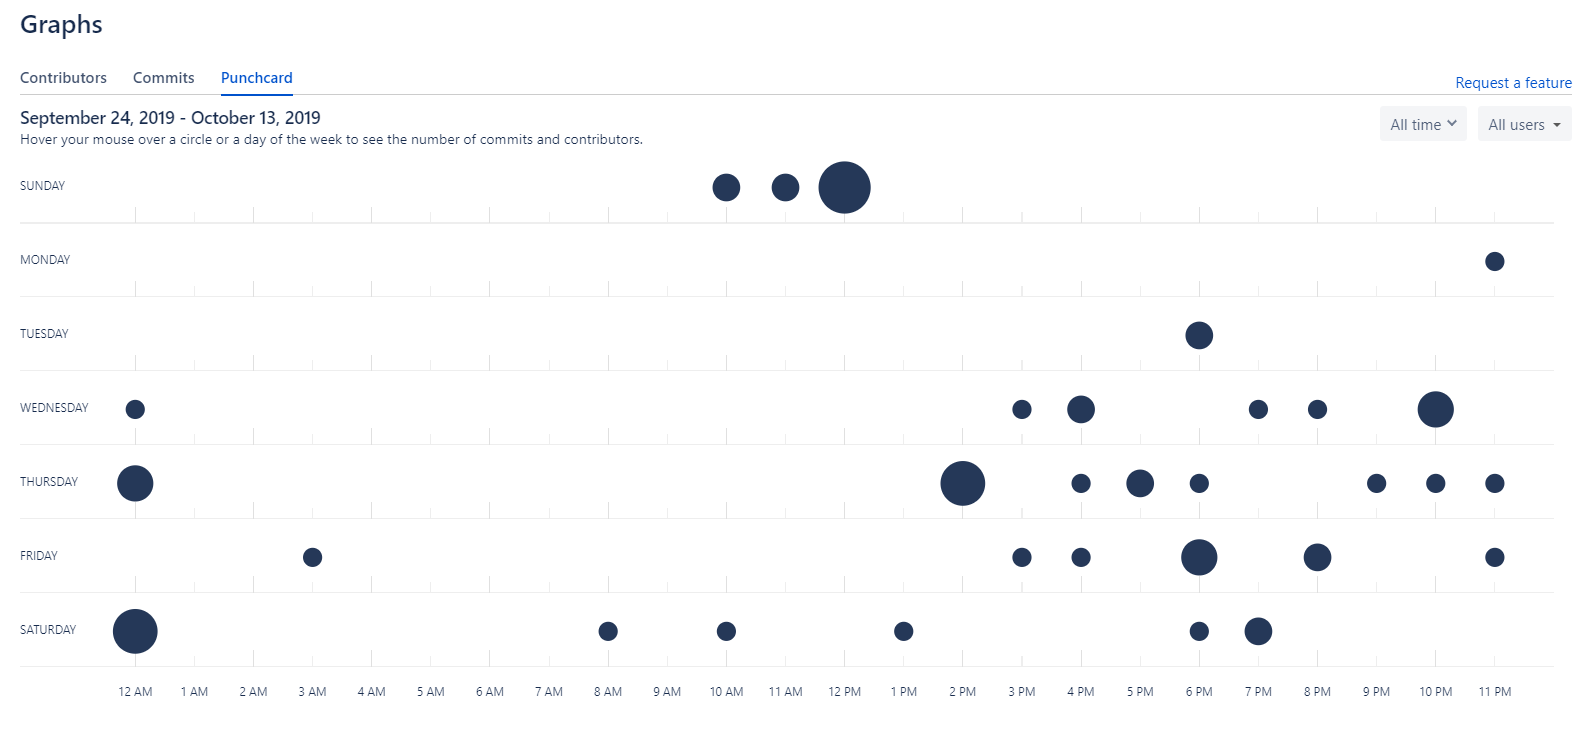 Graphs
Contributors Commits Punchcard
Request a feature
September 24, 2019 - October 13, 2019
Hover your mouse over a circle or a day of the week to see the number of commits and contributors.
All time All users
SUNDAY
MONDAY
TUESDAY
WEDNESDAY
THURSDAY
FRIDAY
SATURDAY
12 AM 1 AM 2 AM 3 AM 4 AM 5 AM 6 AM 7 AM 8 AM 9 AM 10 AM 11 AM 12 PM 1 PM 2 PM 3 PM 4 PM 5 PM 6 PM 7 PM 8 PM 9 PM 10 PM 11 PM